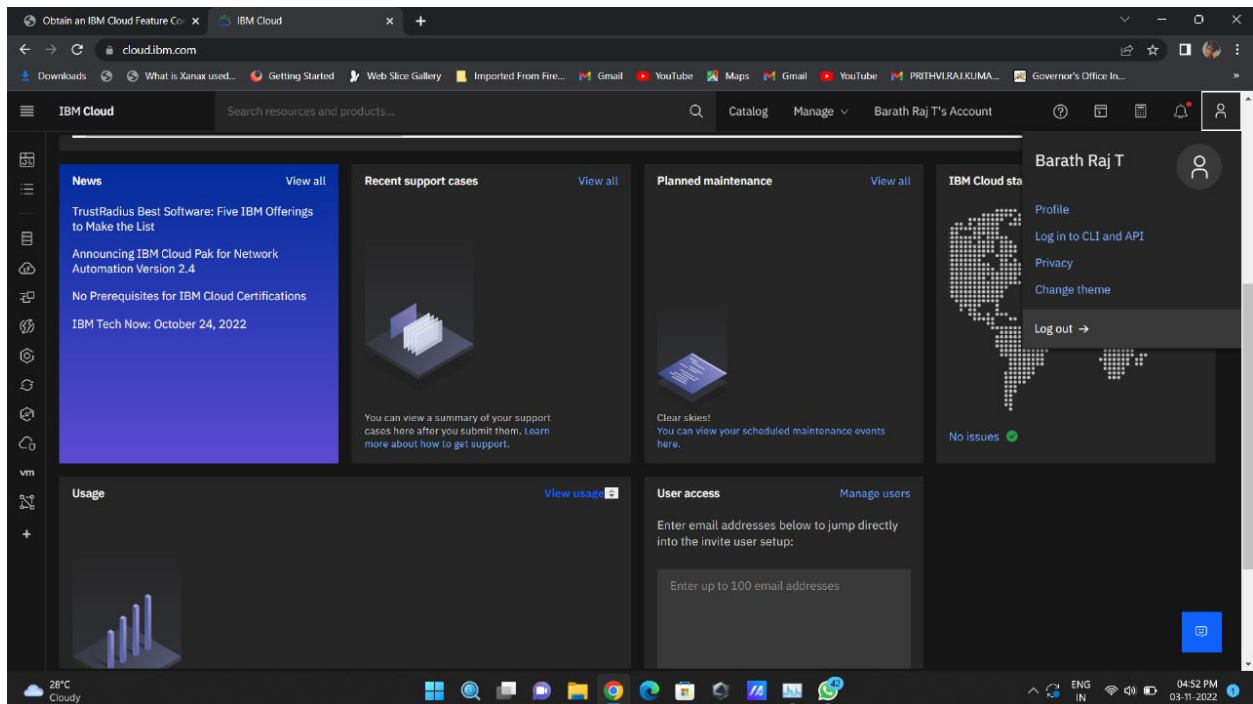 Obtain an IBM Cloud Feature Co
IBM Cloud
cloud.ibm.com
Downloads
What is Xanax used...
Getting Started
Web Slice Gallery
Imported From Fire...
Gmail
YouTube
Maps
Gmail
YouTube
PRITHVI.RAJ.KUMA...
Governor's Office In...
»
IBM Cloud
Search resources and products...
Catalog
Manage
Barath Raj T's Account
Barath Raj T
Profile
Log in to CLI and API
Privacy
Change theme
Log out →
News
View all
TrustRadius Best Software: Five IBM Offerings
to Make the List
Announcing IBM Cloud Pak for Network
Automation Version 2.4
No Prerequisites for IBM Cloud Certifications
IBM Tech Now: October 24, 2022
Recent support cases
View all
You can view a summary of your support
cases here after you submit them. Learn
more about how to get support.
Planned maintenance
View all
Clear skies!
You can view your scheduled maintenance events
here.
IBM Cloud sta
No issues
vm
Usage
View usage
User access
Manage users
Enter email addresses below to jump directly
into the invite user setup:
Enter up to 100 email addresses
28°C
Cloudy
42
ENG
IN
04:52 PM
03-11-2022
1